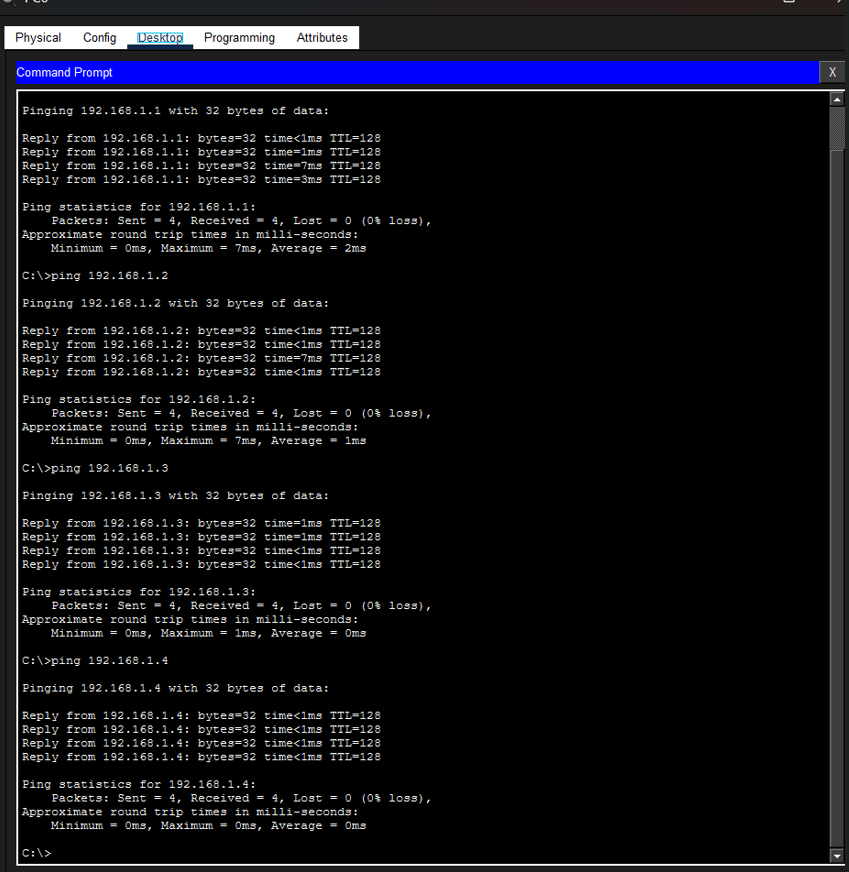 Physical Config Desktop Programming Attributes
Command Prompt X
Pinging 192.168.1.1 with 32 bytes of data:
Reply from 192.168.1.1: bytes=32 time<1ms TTL=128
Reply from 192.168.1.1: bytes=32 time=1ms TTL=128
Reply from 192.168.1.1: bytes=32 time=7ms TTL=128
Reply from 192.168.1.1: bytes=32 time=3ms TTL=128
Ping statistics for 192.168.1.1:
Packets: Sent = 4, Received = 4, Lost = 0 (0% loss),
Approximate round trip times in milli-seconds:
Minimum = 0ms, Maximum = 7ms, Average = 2ms
C:\>ping 192.168.1.2
Pinging 192.168.1.2 with 32 bytes of data:
Reply from 192.168.1.2: bytes=32 time<1ms TTL=128
Reply from 192.168.1.2: bytes=32 time<1ms TTL=128
Reply from 192.168.1.2: bytes=32 time=7ms TTL=128
Reply from 192.168.1.2: bytes=32 time<1ms TTL=128
Ping statistics for 192.168.1.2:
Packets: Sent = 4, Received = 4, Lost = 0 (0% loss),
Approximate round trip times in milli-seconds:
Minimum = 0ms, Maximum = 7ms, Average = 1ms
C:\>ping 192.168.1.3
Pinging 192.168.1.3 with 32 bytes of data:
Reply from 192.168.1.3: bytes=32 time=1ms TTL=128
Reply from 192.168.1.3: bytes=32 time=1ms TTL=128
Reply from 192.168.1.3: bytes=32 time<1ms TTL=128
Reply from 192.168.1.3: bytes=32 time<1ms TTL=128
Ping statistics for 192.168.1.3:
Packets: Sent = 4, Received = 4, Lost = 0 (0% loss),
Approximate round trip times in milli-seconds:
Minimum = 0ms, Maximum = 1ms, Average = 0ms
C:\>ping 192.168.1.4
Pinging 192.168.1.4 with 32 bytes of data:
Reply from 192.168.1.4: bytes=32 time<1ms TTL=128
Reply from 192.168.1.4: bytes=32 time<1ms TTL=128
Reply from 192.168.1.4: bytes=32 time<1ms TTL=128
Reply from 192.168.1.4: bytes=32 time<1ms TTL=128
Ping statistics for 192.168.1.4:
Packets: Sent = 4, Received = 4, Lost = 0 (0% loss),
Approximate round trip times in milli-seconds:
Minimum = 0ms, Maximum = 0ms, Average = 0ms
C:\>